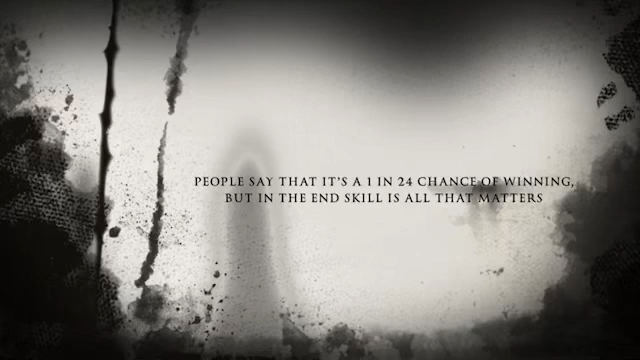 PEOPLE SAY THAT IT'S A 1 IN 24 CHANCE OF WINNING,
BUT IN THE END SKILL IS ALL THAT MATTERS